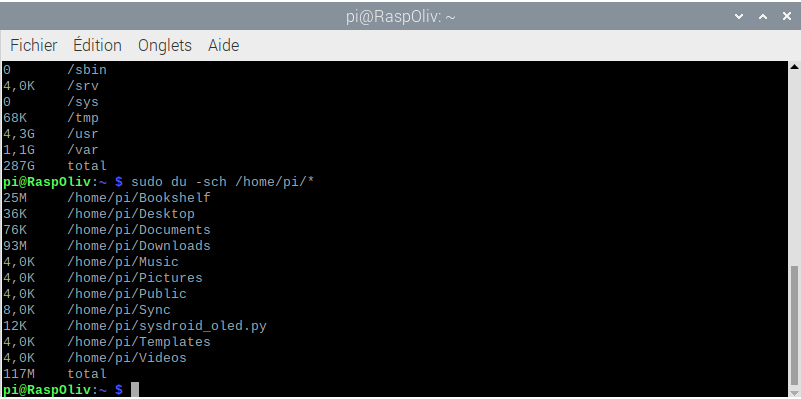 pi@RaspOliv: ~
Fichier Édition Onglets Aide
0 /sbin
4,0K /srv
0 /sys
68K /tmp
4,3G /usr
1,1G /var
287G total
pi@RaspOliv:~ $ sudo du -sch /home/pi/*
25M /home/pi/Bookshelf
36K /home/pi/Desktop
76K /home/pi/Documents
93M /home/pi/Downloads
4,0K /home/pi/Music
4,0K /home/pi/Pictures
4,0K /home/pi/Public
8,0K /home/pi/Sync
12K /home/pi/sysdroid_oled.py
4,0K /home/pi/Templates
4,0K /home/pi/Videos
117M total
pi@RaspOliv:~ $